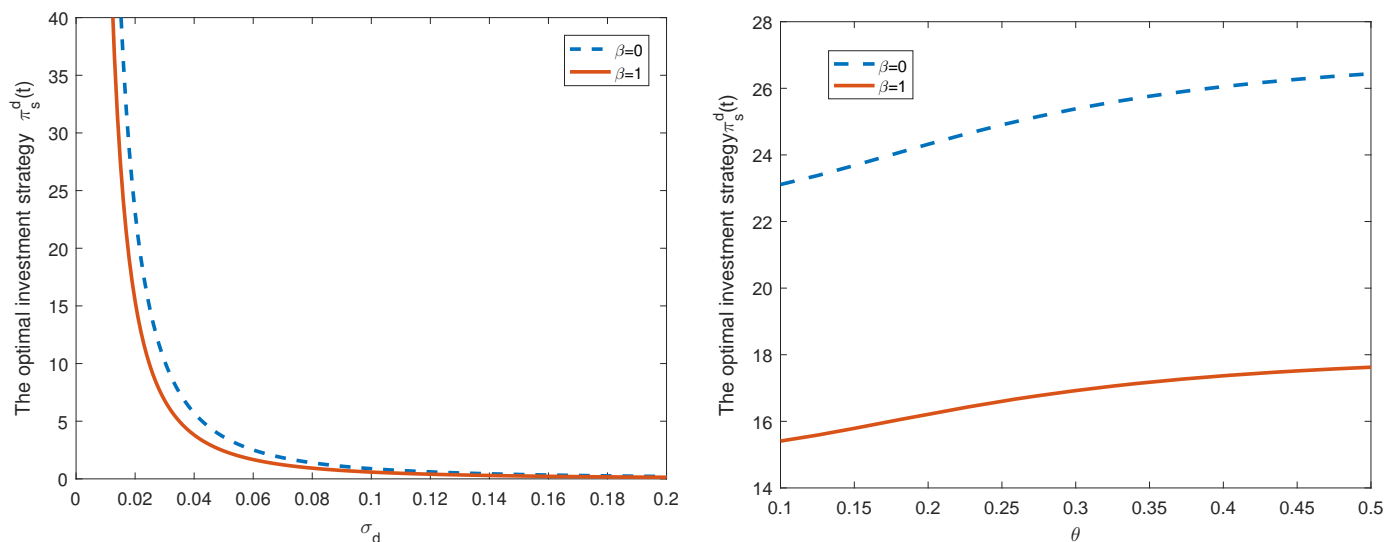 The optimal investment strategy π_s^d(t)
40
35
30
25
20
15
10
5
0
0 0.02 0.04 0.06 0.08 0.1 0.12 0.14 0.16 0.18 0.2
σ_d
β=0
β=1
The optimal investment strategyπ_s^d(t)
28
26
24
22
20
18
16
14
0.1 0.15 0.2 0.25 0.3 0.35 0.4 0.45 0.5
θ
β=0
β=1